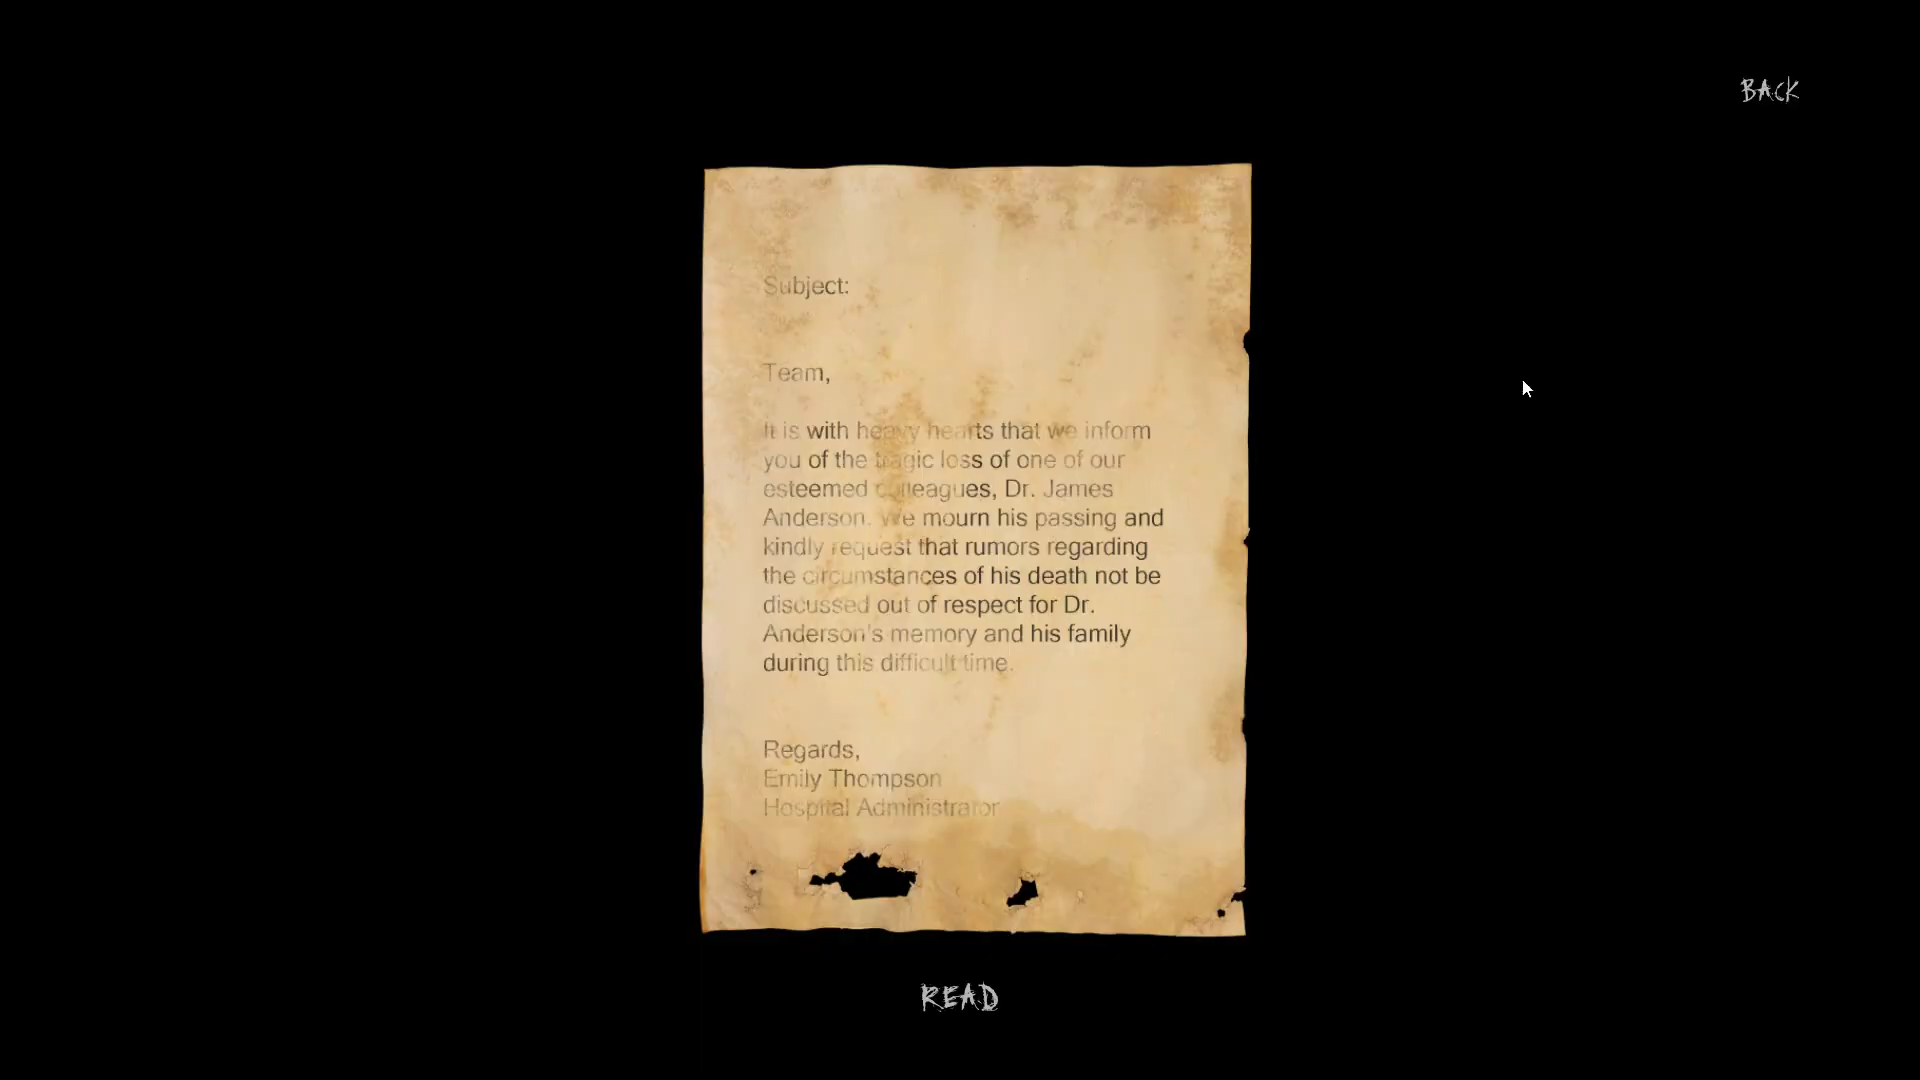 BACK
Subject:
Team,
It is with heavy hearts that we inform
you of the tragic loss of one of our
esteemed colleagues, Dr. James
Anderson. We mourn his passing and
kindly request that rumors regarding
the circumstances of his death not be
discussed out of respect for Dr.
Anderson's memory and his family
during this difficult time.
Regards,
Emily Thompson
Hospital Administrator
READ